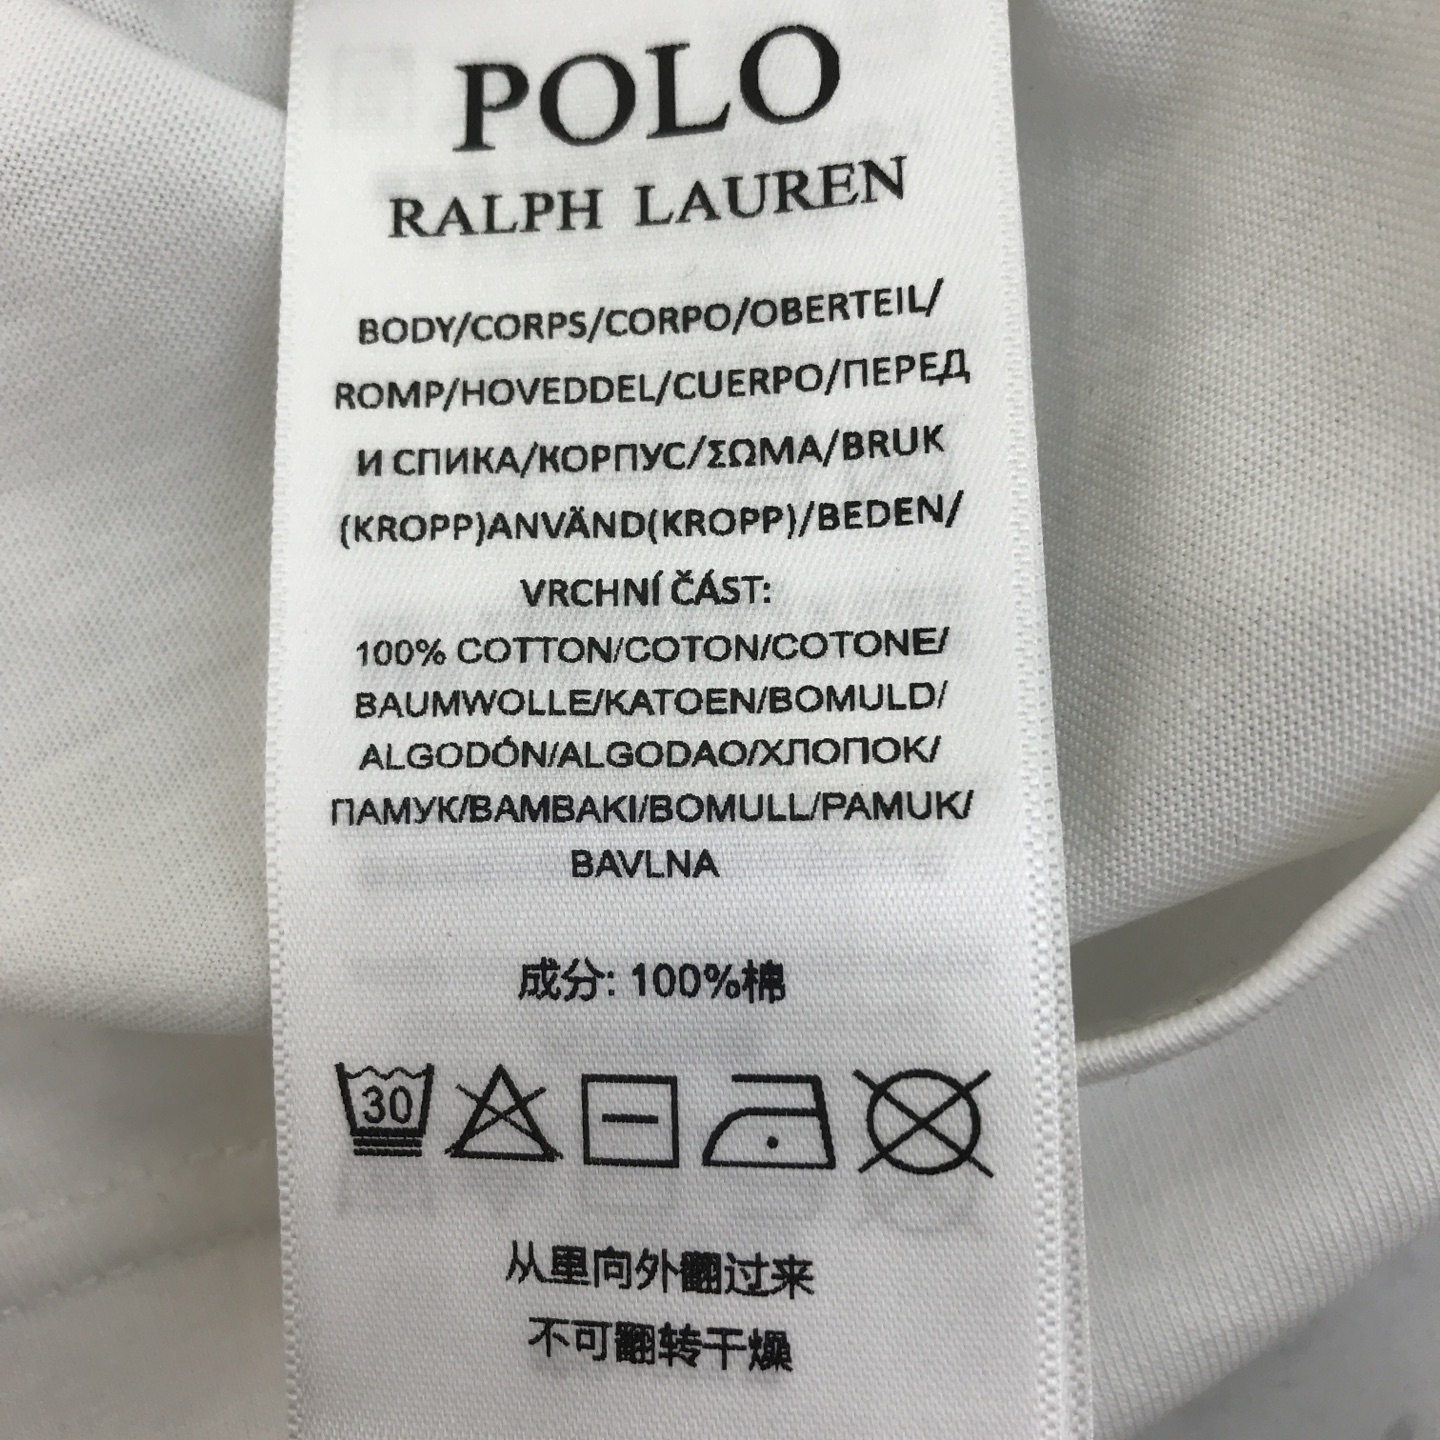 POLO
RALPH LAUREN
BODY/CORPS/CORPO/OBERTEIL/
ROMP/HOVEDDEL/CUERPO/ПЕРЕД
И СПИКА/КОРПУС/ΣΩΜΑ/BRUK
(KROPP)ANVÄND(KROPP)/BEDEN/
VRCHNÍ ČÁST:
100% COTTON/COTON/COTONE/
BAUMWOLLE/KATOEN/BOMULD/
ALGODÓN/ALGODAO/ХЛОПОК/
ПАМУК/BAMBAKI/BOMULL/PAMUK/
BAVLNA
成分: 100%棉
30
从里向外翻过来
不可翻转干燥